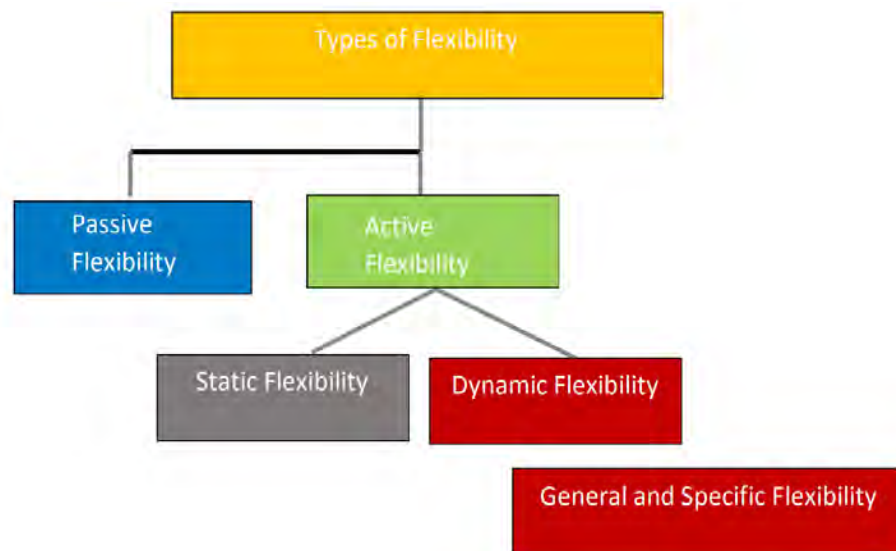 Types of Flexibility
Passive
Flexibility
Active
Flexibility
Static Flexibility
Dynamic Flexibility
General and Specific Flexibility